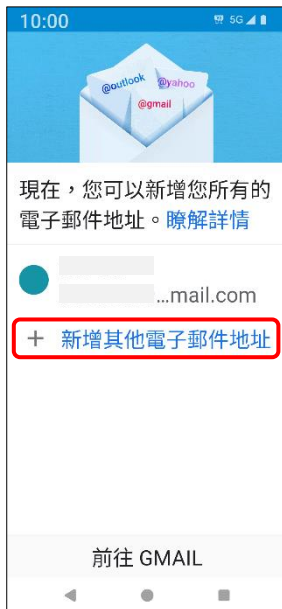 10:00 5G
@outlook @yahoo
@gmail
現在，您可以新增您所有的
電子郵件地址。瞭解詳情
...mail.com
+ 新增其他電子郵件地址
前往 GMAIL